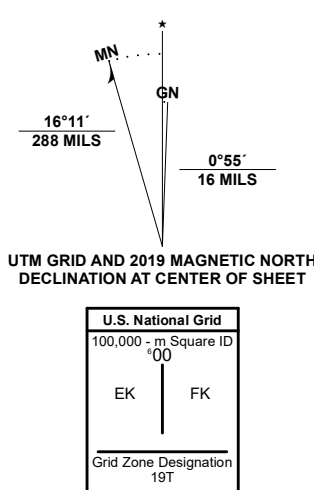 ★
MN
GN
16°11´
288 MILS
0°55´
16 MILS
UTM GRID AND 2019 MAGNETIC NORTH
DECLINATION AT CENTER OF SHEET
U.S. National Grid
100,000 - m Square ID
⁶00
EK FK
Grid Zone Designation
19T